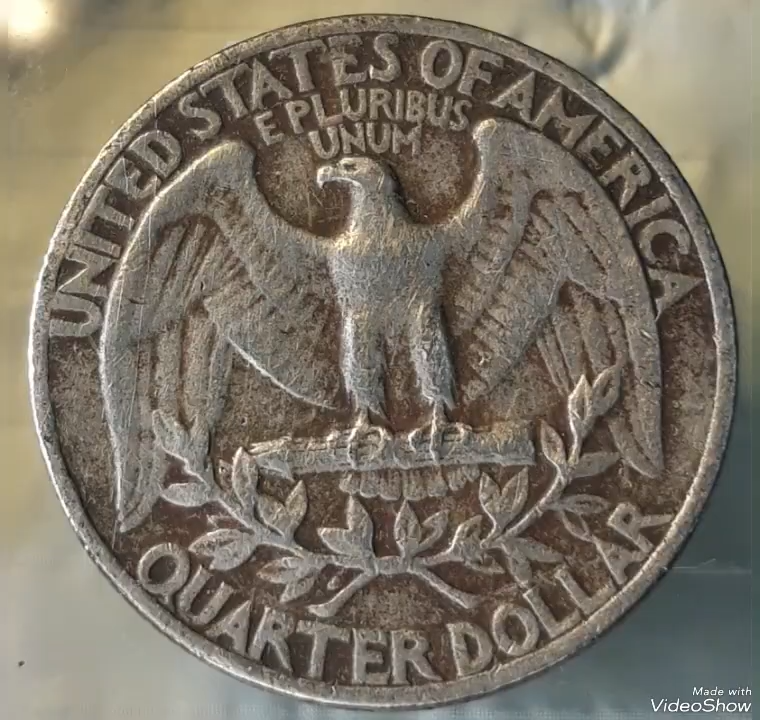 UNITED STATES OF AMERICA
E PLURIBUS
UNUM
QUARTER DOLLAR
Made with
VideoShow